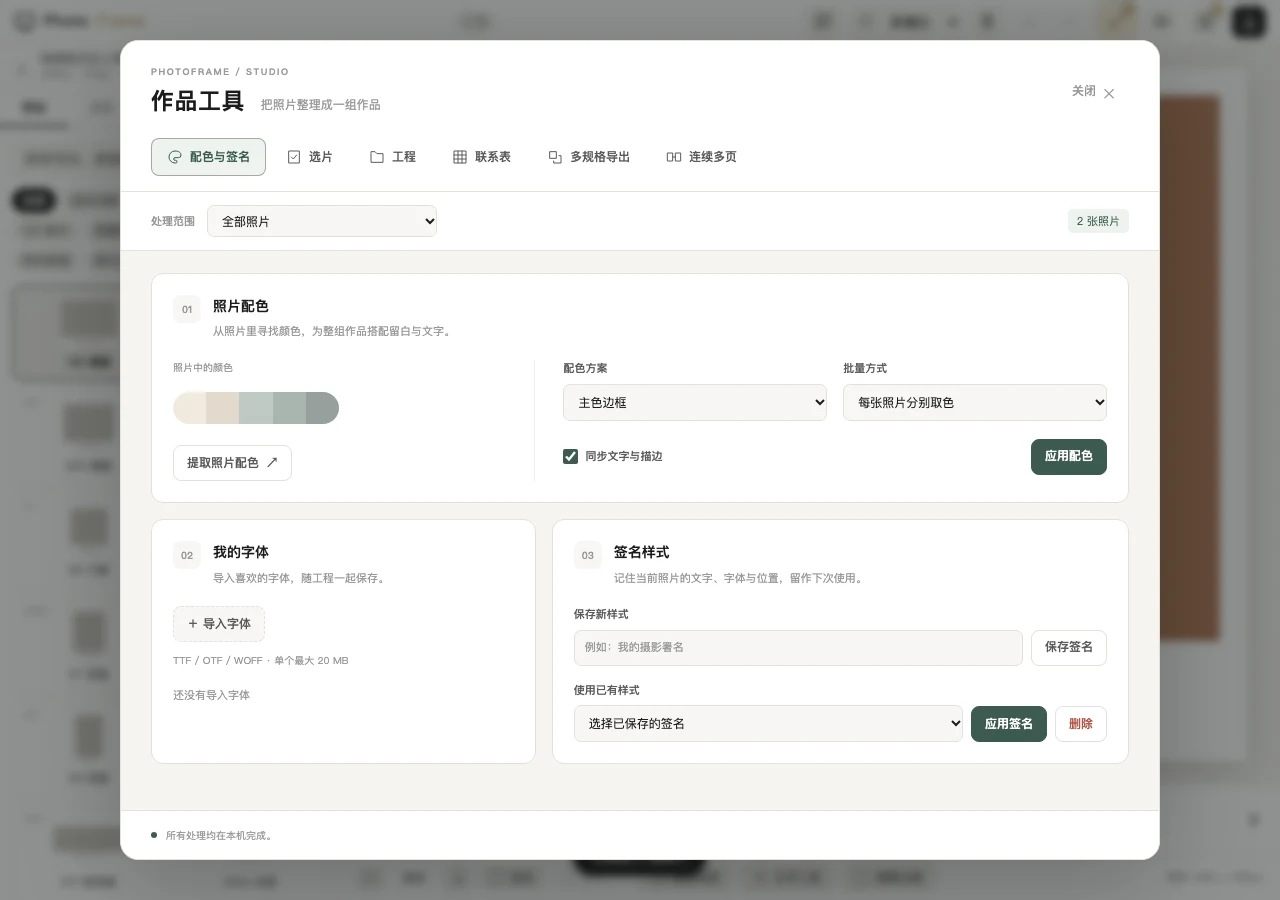 PHOTOFRAME / STUDIO
作品工具 把照片整理成一组作品
关闭 ×
配色与签名 选片 工程 联系表 多规格导出 连续多页
处理范围 全部照片 2 张照片
01 照片配色
从照片里寻找颜色，为整组作品搭配留白与文字。
照片中的颜色 配色方案 批量方式
主色边框 每张照片分别取色
提取照片配色 ↗ 同步文字与描边 应用配色
02 我的字体
导入喜欢的字体，随工程一起保存。
+ 导入字体
TTF / OTF / WOFF · 单个最大 20 MB
还没有导入字体
03 签名样式
记住当前照片的文字、字体与位置，留作下次使用。
保存新样式
例如：我的摄影署名 保存签名
使用已有样式
选择已保存的签名 应用签名 删除
所有处理均在本机完成。